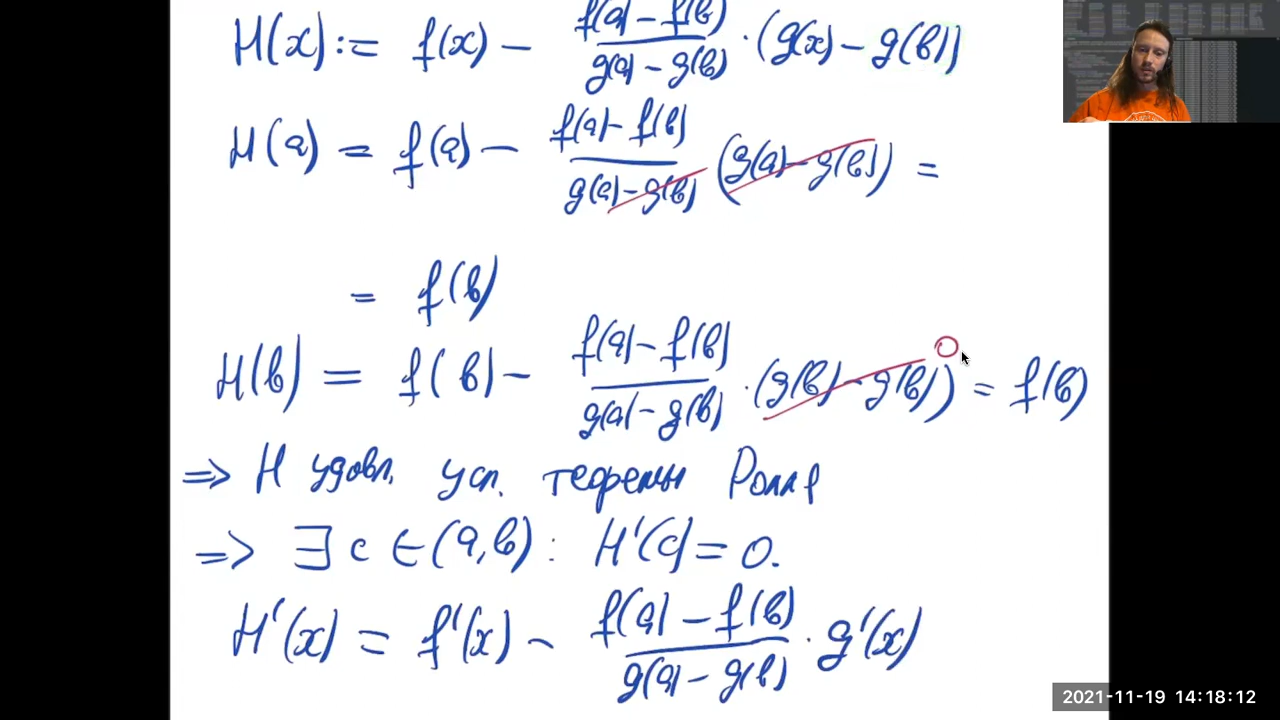 H(x) := f(x) − f(a) − f(b) / g(a) − g(b) · (g(x) − g(b))
H(a) = f(a) − f(a) − f(b) / g(a) − g(b) (g(a) − g(b)) =
= f(b)
H(b) = f(b) − f(a) − f(b) / g(a) − g(b) · (g(b) − g(b)) 0 = f(b)
⇒ H удовл. усл. теоремы Ролля
⇒ ∃ c ∈ (a, b) : H'(c) = 0.
H'(x) = f'(x) − f(a) − f(b) / g(a) − g(b) · g'(x)
2021-11-19 14:18:12